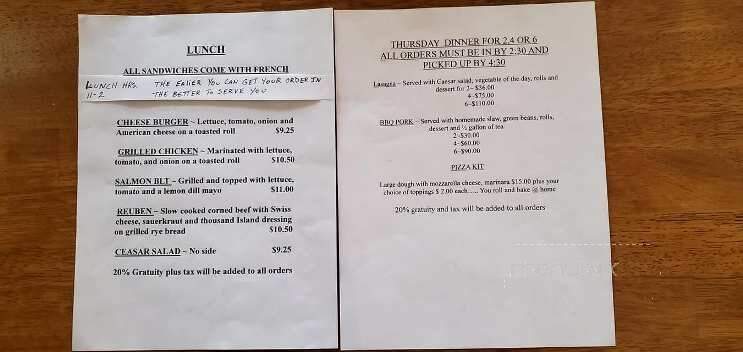 LUNCH
ALL SANDWICHES COME WITH FRENCH
LUNCH HRS. THE EALIER YOU CAN GET YOUR ORDER IN
11-2 -THE BETTER TO SERVE YOU
CHEESE BURGER ~ Lettuce, tomato, onion and
American cheese on a toasted roll $9.25
GRILLED CHICKEN ~ Marinated with lettuce,
tomato, and onion on a toasted roll $10.50
SALMON BLT ~ Grilled and topped with lettuce,
tomato and a lemon dill mayo $11.00
REUBEN ~ Slow cooked corned beef with Swiss
cheese, sauerkraut and thousand Island dressing
on grilled rye bread $10.50
CEASAR SALAD ~ No side $9.25
20% Gratuity plus tax will be added to all orders
THURSDAY DINNER FOR 2,4 OR 6
ALL ORDERS MUST BE IN BY 2:30 AND
PICKED UP BY 4:30
Lasagna ~ Served with Caesar salad, vegetable of the day, rolls and
dessert for 2~ $36.00
4~$75.00
6~$110.00
BBQ PORK ~ Served with homemade slaw, green beans, rolls,
dessert and ½ gallon of tea
2~$30.00
4~$60.00
6~$90.00
PIZZA KIT
Large dough with mozzarella cheese, marinara $15.00 plus your
choice of toppings $ 2.00 each..... You roll and bake @ home
20% gratuity and tax will be added to all orders